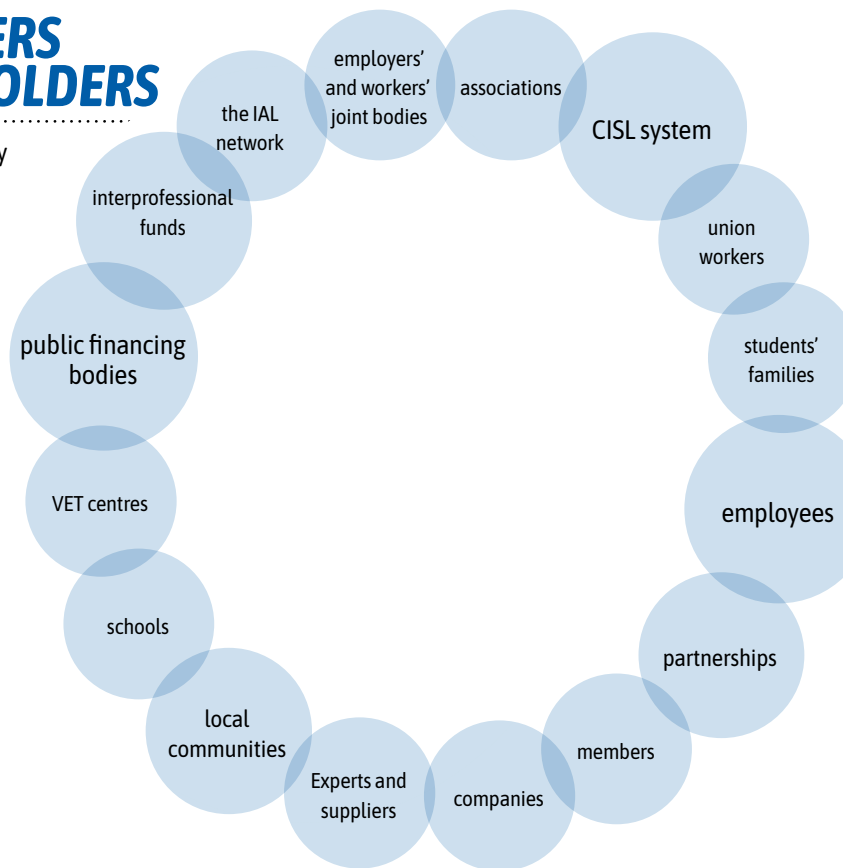 ERS
OLDERS
y
employers’
and workers’
joint bodies
associations
CISL system
the IAL
network
union
workers
interprofessional
funds
students’
families
public financing
bodies
employees
VET centres
partnerships
schools
members
local
communities
companies
Experts and
suppliers